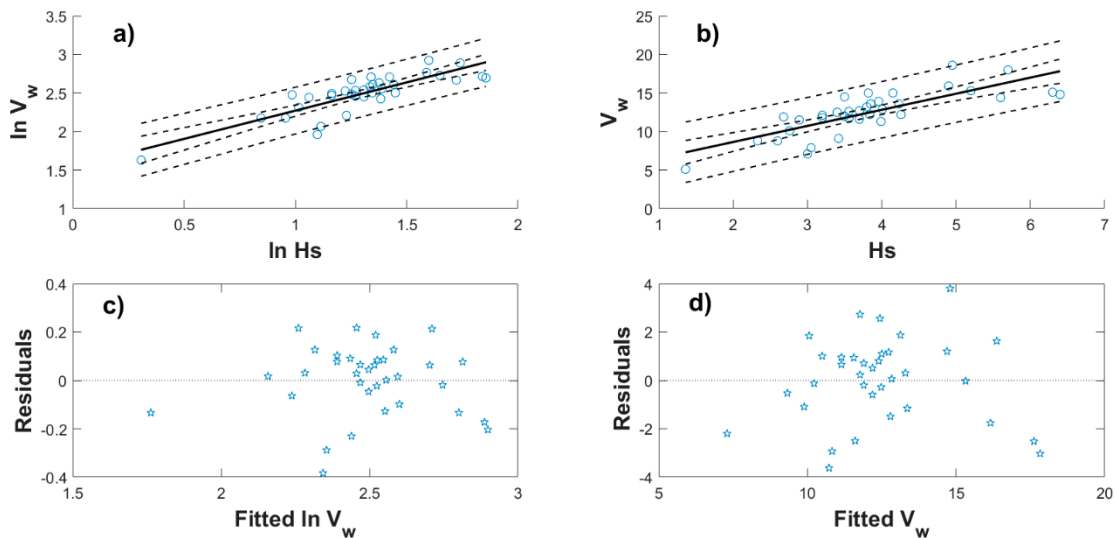 a)
ln V_w
3.5
3
2.5
2
1.5
1
0 0.5 1 1.5 2
ln Hs
b)
V_w
25
20
15
10
5
0
1 2 3 4 5 6 7
Hs
c)
Residuals
0.4
0.2
0
-0.2
-0.4
1.5 2 2.5 3
Fitted ln V_w
d)
Residuals
4
2
0
-2
-4
5 10 15 20
Fitted V_w